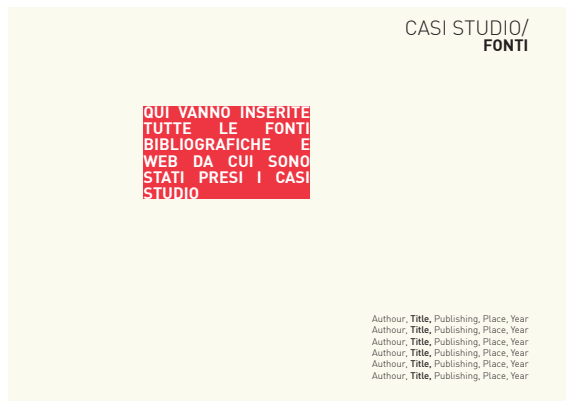 CASI STUDIO/
FONTI
QUI VANNO INSERITE
TUTTE LE FONTI
BIBLIOGRAFICHE E
WEB DA CUI SONO
STATI PRESI I CASI
STUDIO
Authour, Title, Publishing, Place, Year
Authour, Title, Publishing, Place, Year
Authour, Title, Publishing, Place, Year
Authour, Title, Publishing, Place, Year
Authour, Title, Publishing, Place, Year
Authour, Title, Publishing, Place, Year